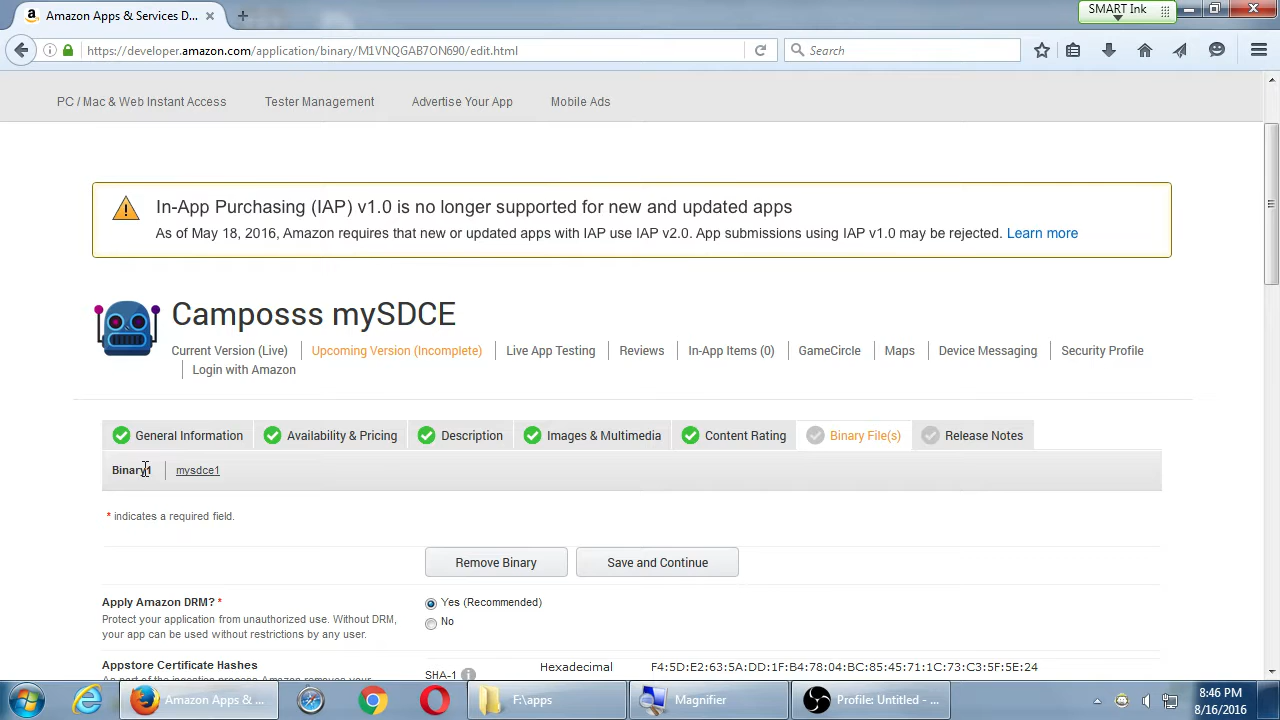 Amazon Apps & Services D...
SMART Ink
https://developer.amazon.com/application/binary/M1VNQGAB7ON690/edit.html
Search
PC / Mac & Web Instant Access
Tester Management
Advertise Your App
Mobile Ads
In-App Purchasing (IAP) v1.0 is no longer supported for new and updated apps
As of May 18, 2016, Amazon requires that new or updated apps with IAP use IAP v2.0. App submissions using IAP v1.0 may be rejected. Learn more
Camposss mySDCE
Current Version (Live)
Upcoming Version (Incomplete)
Live App Testing
Reviews
In-App Items (0)
GameCircle
Maps
Device Messaging
Security Profile
Login with Amazon
General Information
Availability & Pricing
Description
Images & Multimedia
Content Rating
Binary File(s)
Release Notes
Binary1
mysdce1
* indicates a required field.
Remove Binary
Save and Continue
Apply Amazon DRM? *
Yes (Recommended)
Protect your application from unauthorized use. Without DRM,
your app can be used without restrictions by any user.
No
Appstore Certificate Hashes
SHA-1
Hexadecimal
F4:5D:E2:63:5A:DD:1F:B4:78:04:BC:85:45:71:1C:73:C3:5F:5E:24
As part of the ingestion process Amazon removes your
Amazon Apps & ...
F:\apps
Magnifier
Profile: Untitled - ...
8:46 PM
8/16/2016